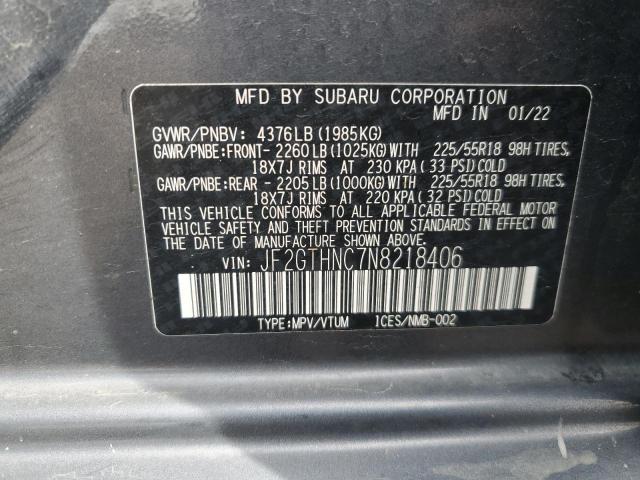 MFD BY SUBARU CORPORATION
MFD IN 01/22
GVWR/PNBV: 4376LB(1985KG)
GAWR/PNBE:FRONT-2260LB(1025KG)WITH 225/55R18 98H TIRES,
18X7J RIMS AT 230 KPA(33 PSI)COLD
GAWR/PNBE:REAR -2205LB(1000KG)WITH 225/55R18 98H TIRES,
18X7J RIMS AT 220 KPA(32 PSI)COLD
THIS VEHICLE CONFORMS TO ALL APPLICABLE FEDERAL MOTOR
VEHICLE SAFETY AND THEFT PREVENTION STANDARDS IN EFFECT
ON THE DATE OF MANUFACTURE SHOWN ABOVE.
VIN: JF2GTHNC7N8218406
TYPE:MPV/VTUM ICES/NMB-002